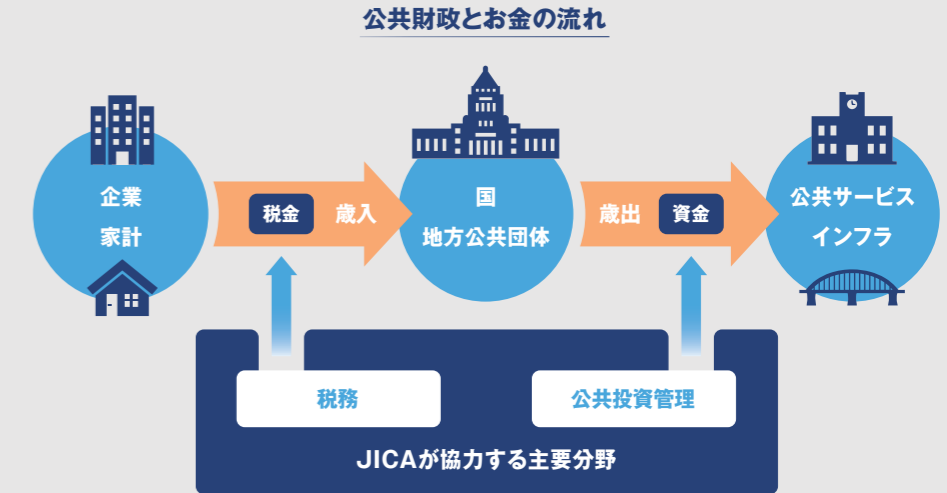 公共財政とお金の流れ
企業
家計
税金
歳入
国
地方公共団体
歳出
資金
公共サービス
インフラ
税務
公共投資管理
JICAが協力する主要分野